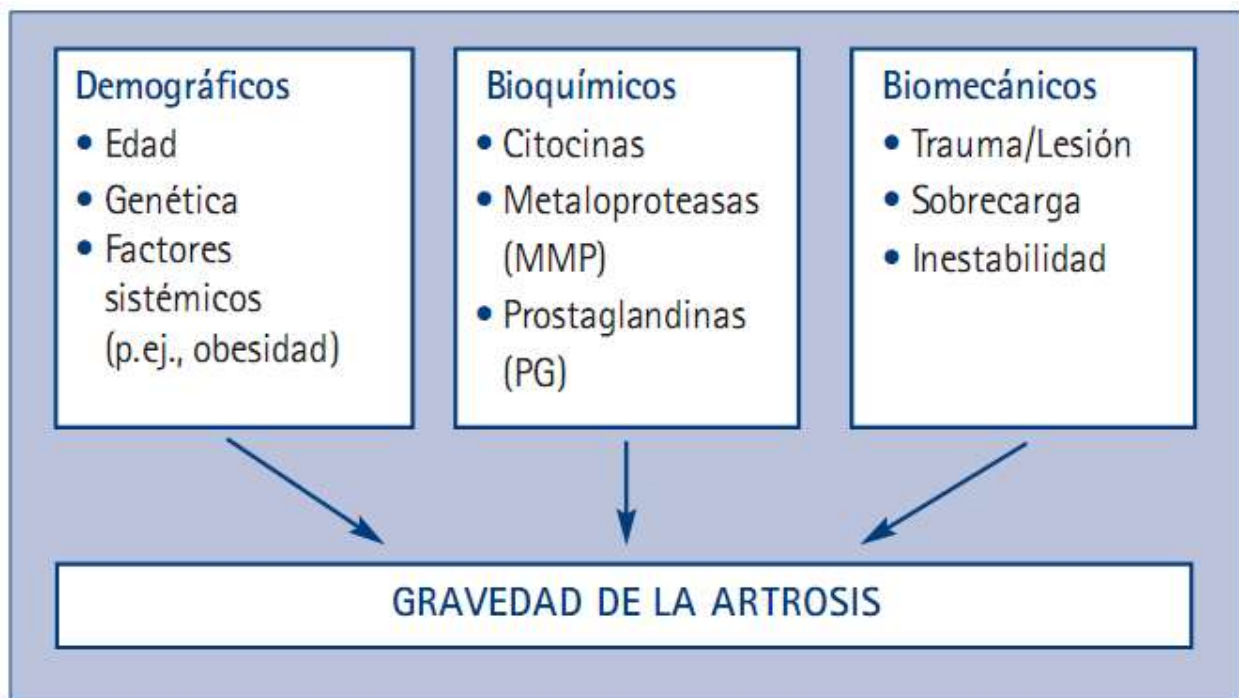 Demográficos
• Edad
• Genética
• Factores
sistémicos
(p.ej., obesidad)
Bioquímicos
• Citocinas
• Metaloproteasas
(MMP)
• Prostaglandinas
(PG)
Biomecánicos
• Trauma/Lesión
• Sobrecarga
• Inestabilidad
GRAVEDAD DE LA ARTROSIS